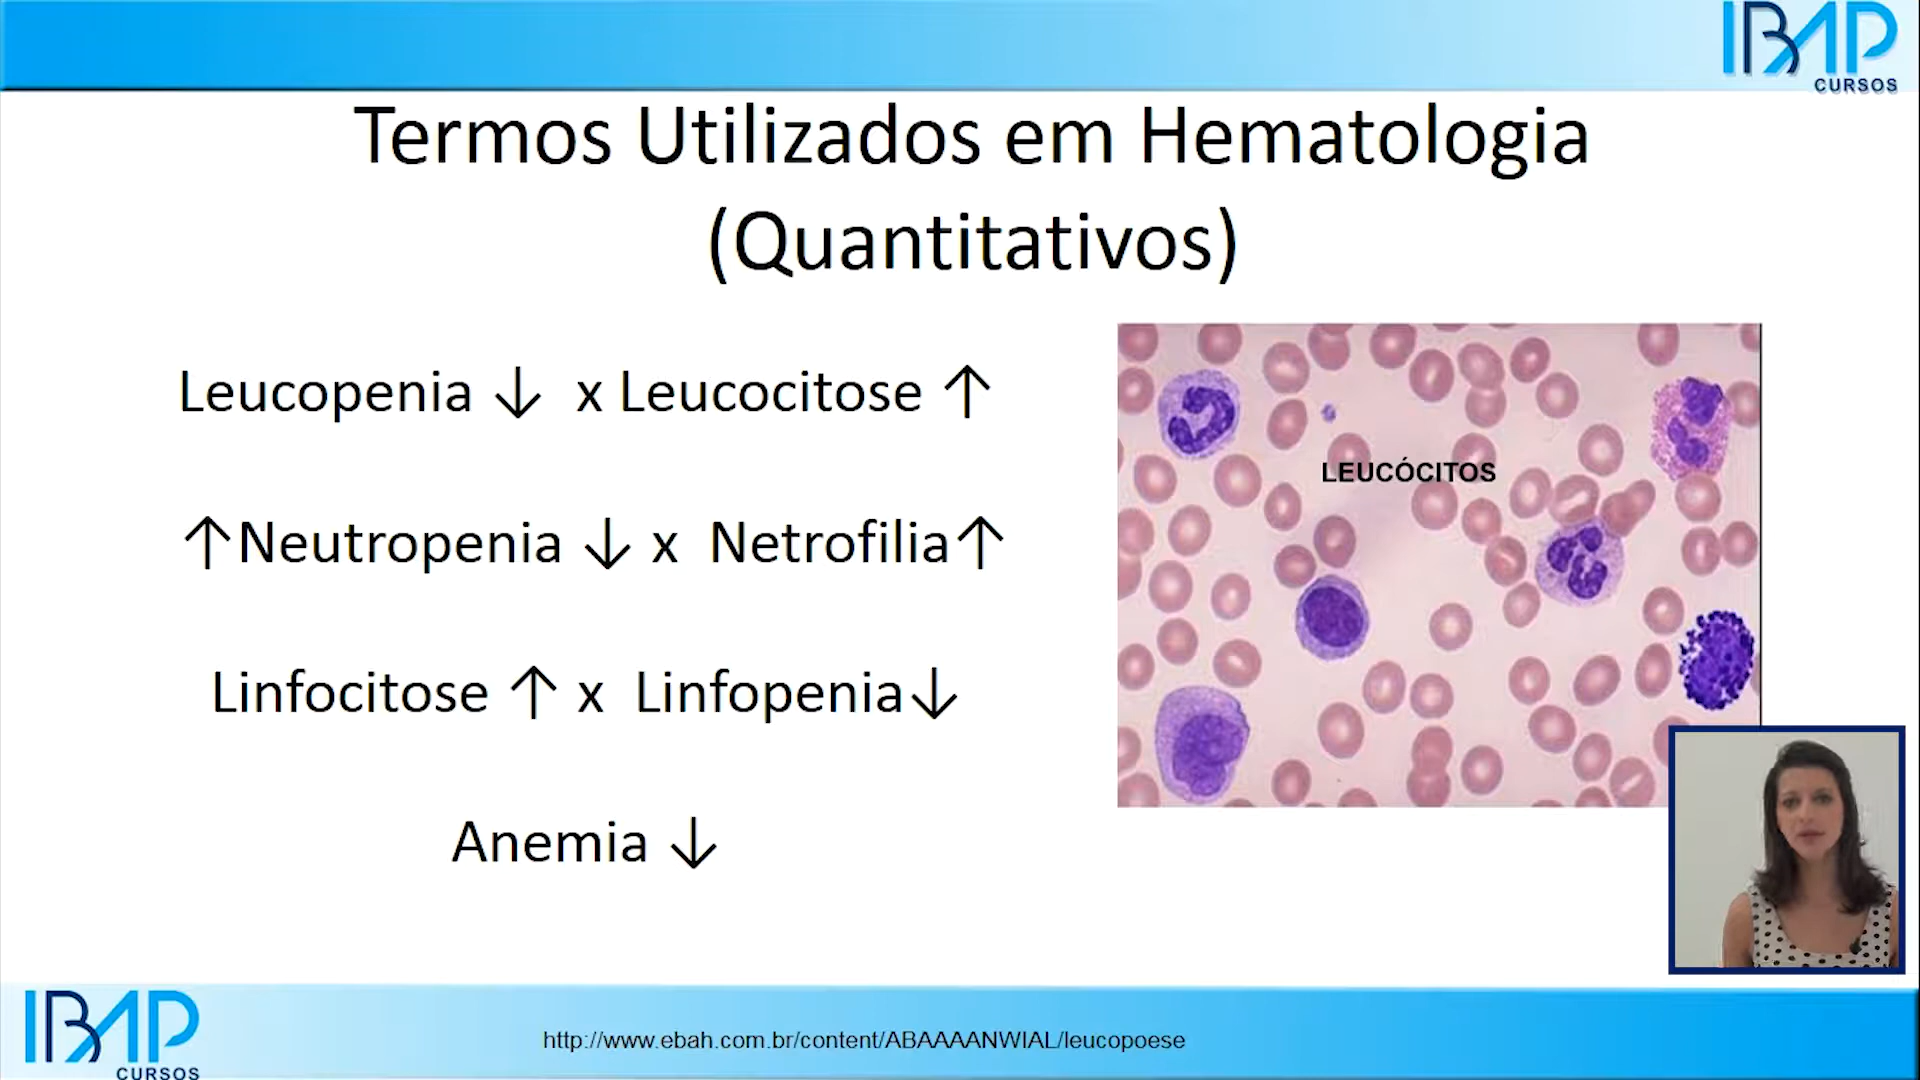 IBAP
CURSOS
Termos Utilizados em Hematologia
(Quantitativos)
Leucopenia ↓ x Leucocitose ↑
↑Neutropenia ↓ x Netrofilia↑
Linfocitose ↑ x Linfopenia↓
Anemia ↓
LEUCÓCITOS
IBAP
CURSOS
http://www.ebah.com.br/content/ABAAAANWIAL/leucopoese